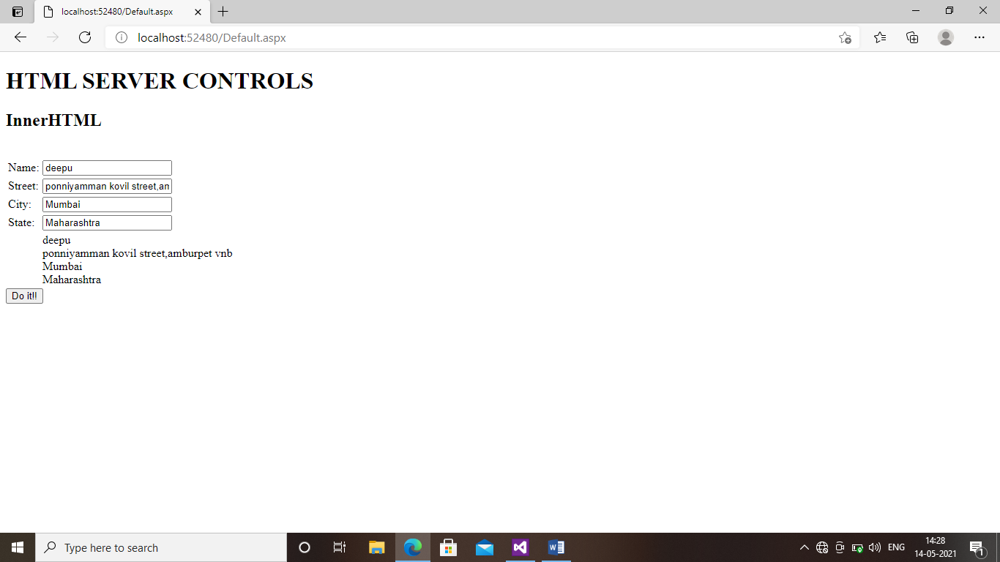 localhost:52480/Default.aspx
localhost:52480/Default.aspx
HTML SERVER CONTROLS
InnerHTML
Name: deepu
Street: ponniyamman kovil street,am
City: Mumbai
State: Maharashtra
deepu
ponniyamman kovil street,amburpet vnb
Mumbai
Maharashtra
Do it!!
Type here to search
ENG
14:28
14-05-2021
1